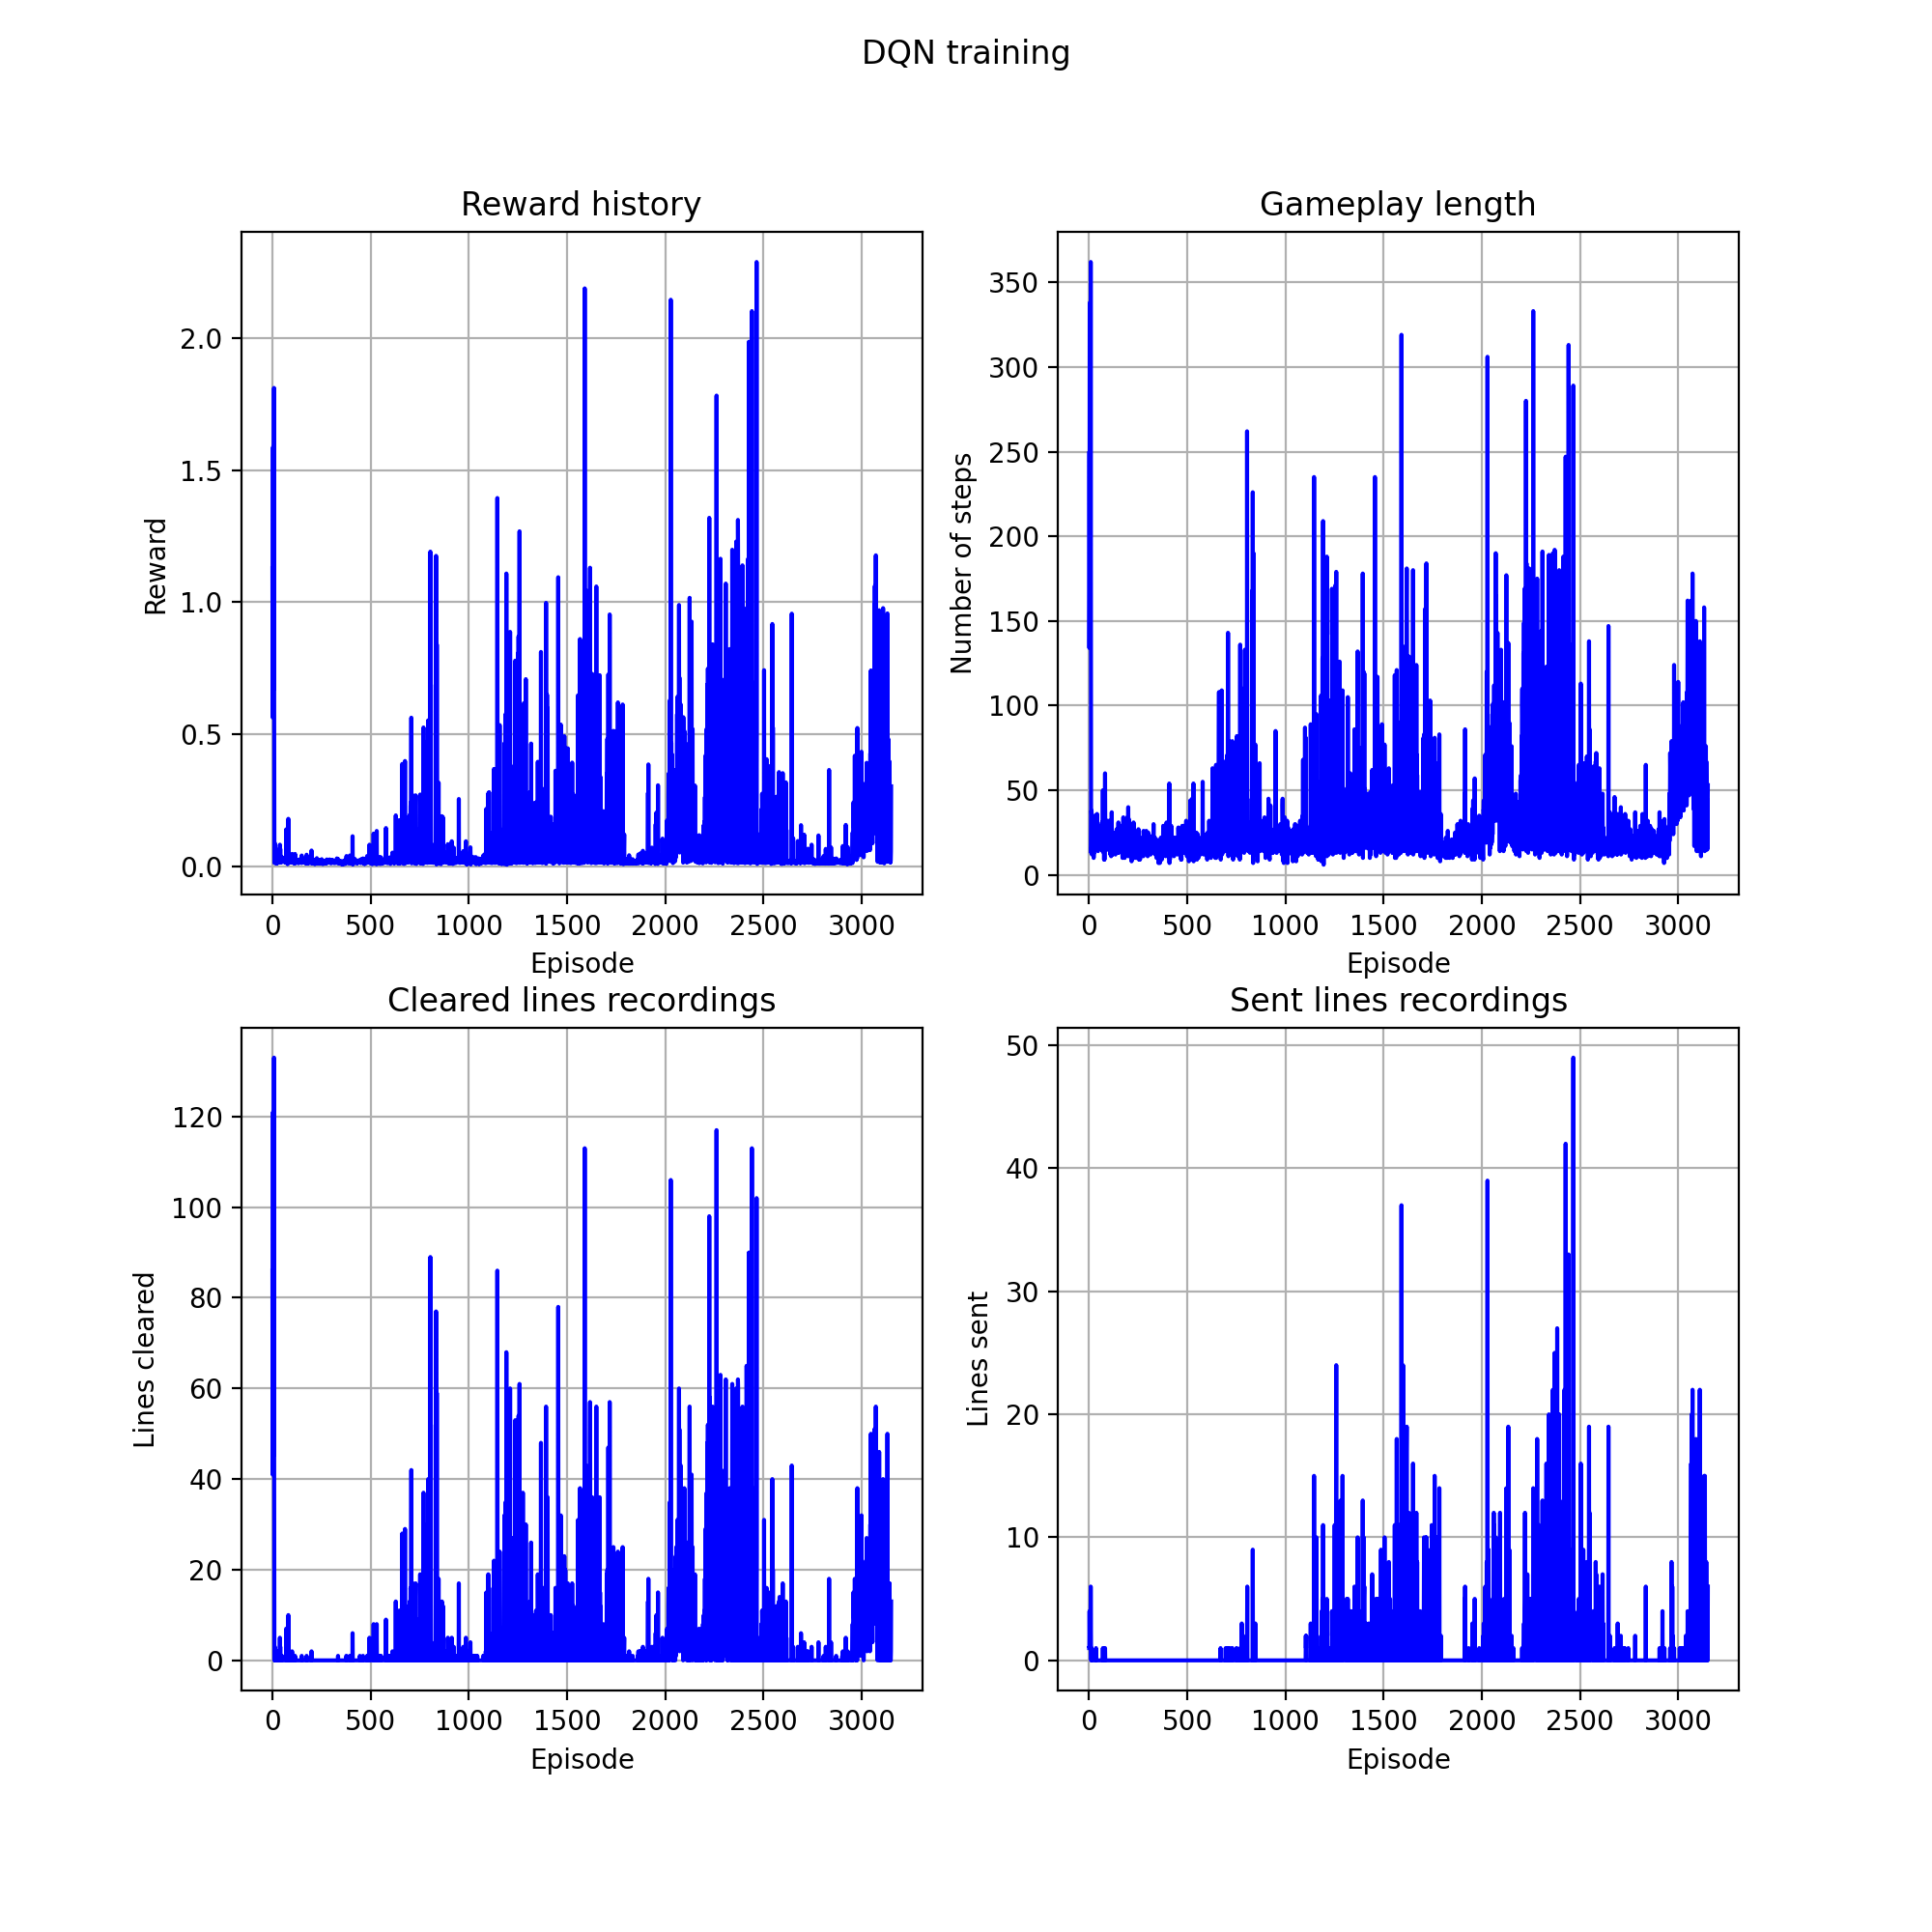 DQN training
Reward history
Reward
2.0
1.5
1.0
0.5
0.0
0 500 1000 1500 2000 2500 3000
Episode
Gameplay length
Number of steps
350
300
250
200
150
100
50
0
0 500 1000 1500 2000 2500 3000
Episode
Cleared lines recordings
Lines cleared
120
100
80
60
40
20
0
0 500 1000 1500 2000 2500 3000
Episode
Sent lines recordings
Lines sent
50
40
30
20
10
0
0 500 1000 1500 2000 2500 3000
Episode